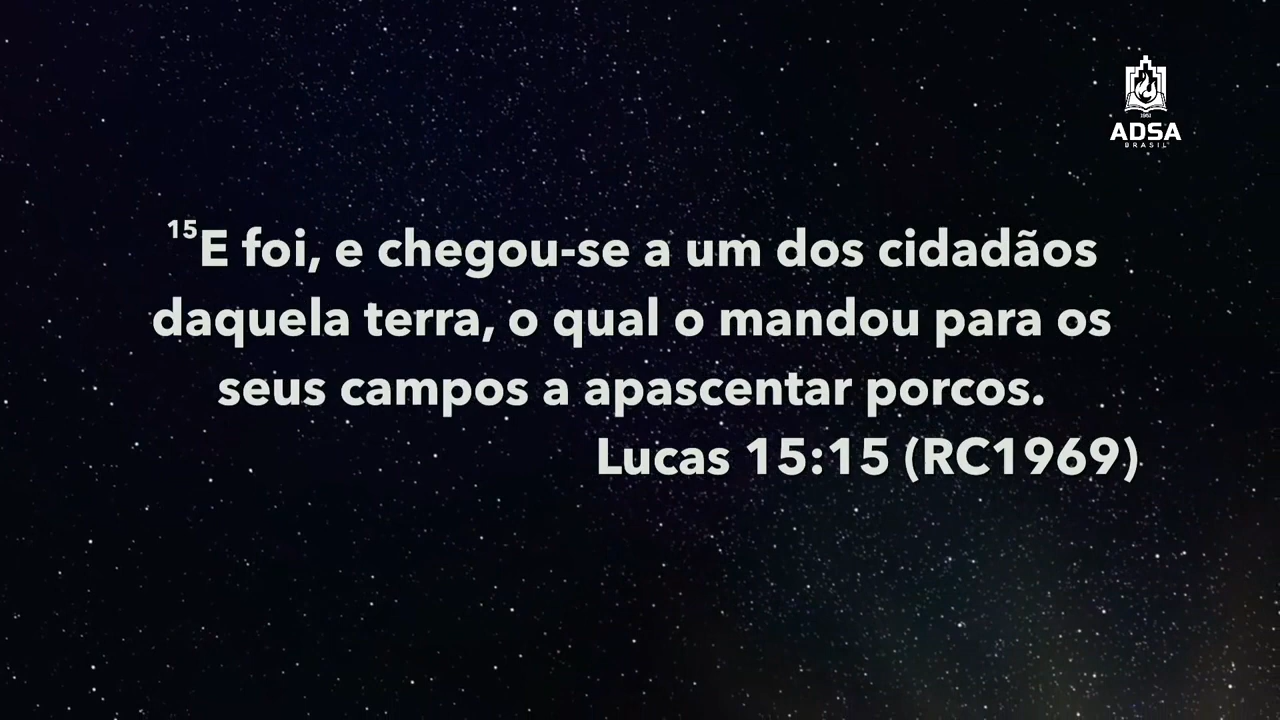 1962
ADSA
BRASIL
15E foi, e chegou-se a um dos cidadãos
daquela terra, o qual o mandou para os
seus campos a apascentar porcos.
Lucas 15:15 (RC1969)